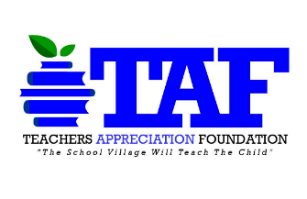 TAF
TEACHERS APPRECIATION FOUNDATION
"The School Village Will Teach The Child"